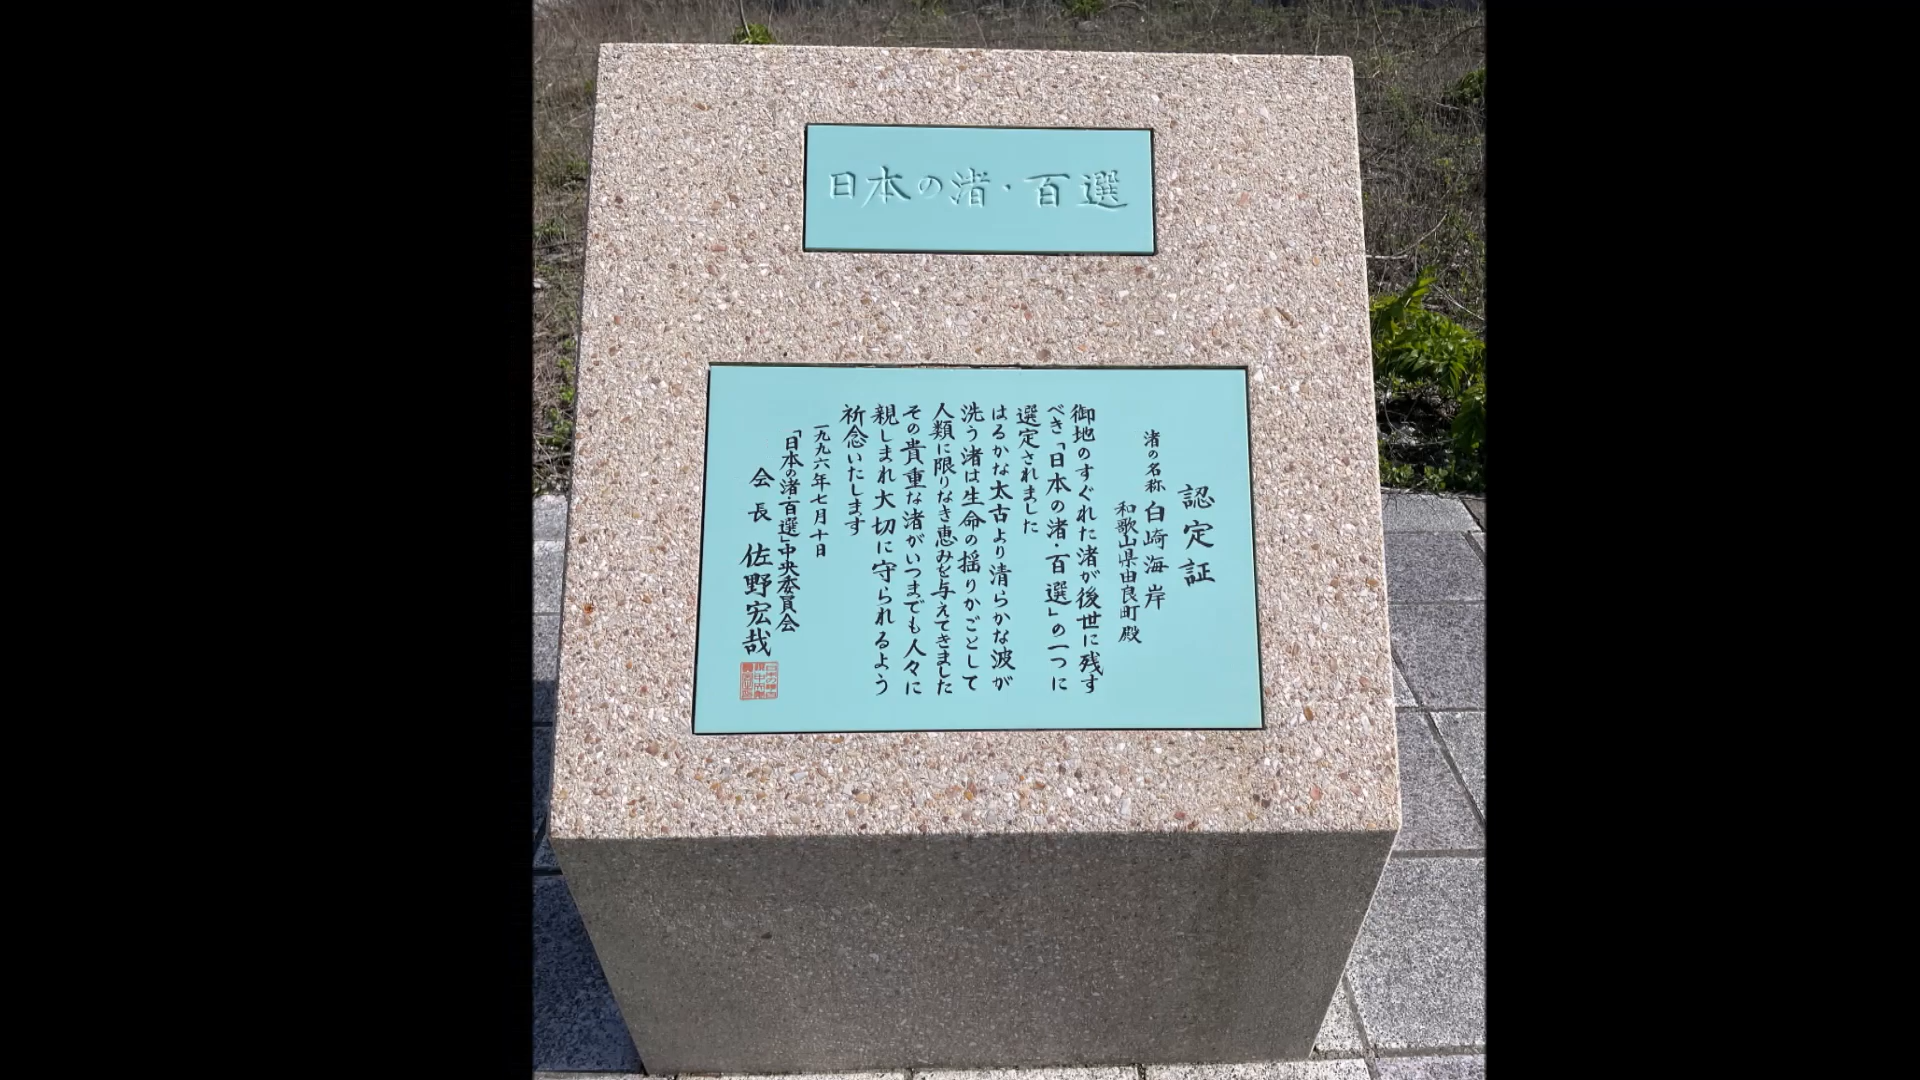 日本の渚・百選
認定証
渚の名称 白崎海岸
和歌山県由良町殿
御地のすぐれた渚が後世に残す
べき「日本の渚・百選」の一つに
選定されました
はるかな太古より清らかな波が
洗う渚は生命の揺りかごとして
人類に限りなき恵みを与えてきました
その貴重な渚がいつまでも人々に
親しまれ大切に守られるよう
祈念いたします
一九九六年七月十日
「日本の渚・百選」中央委員会
会長 佐野宏哉